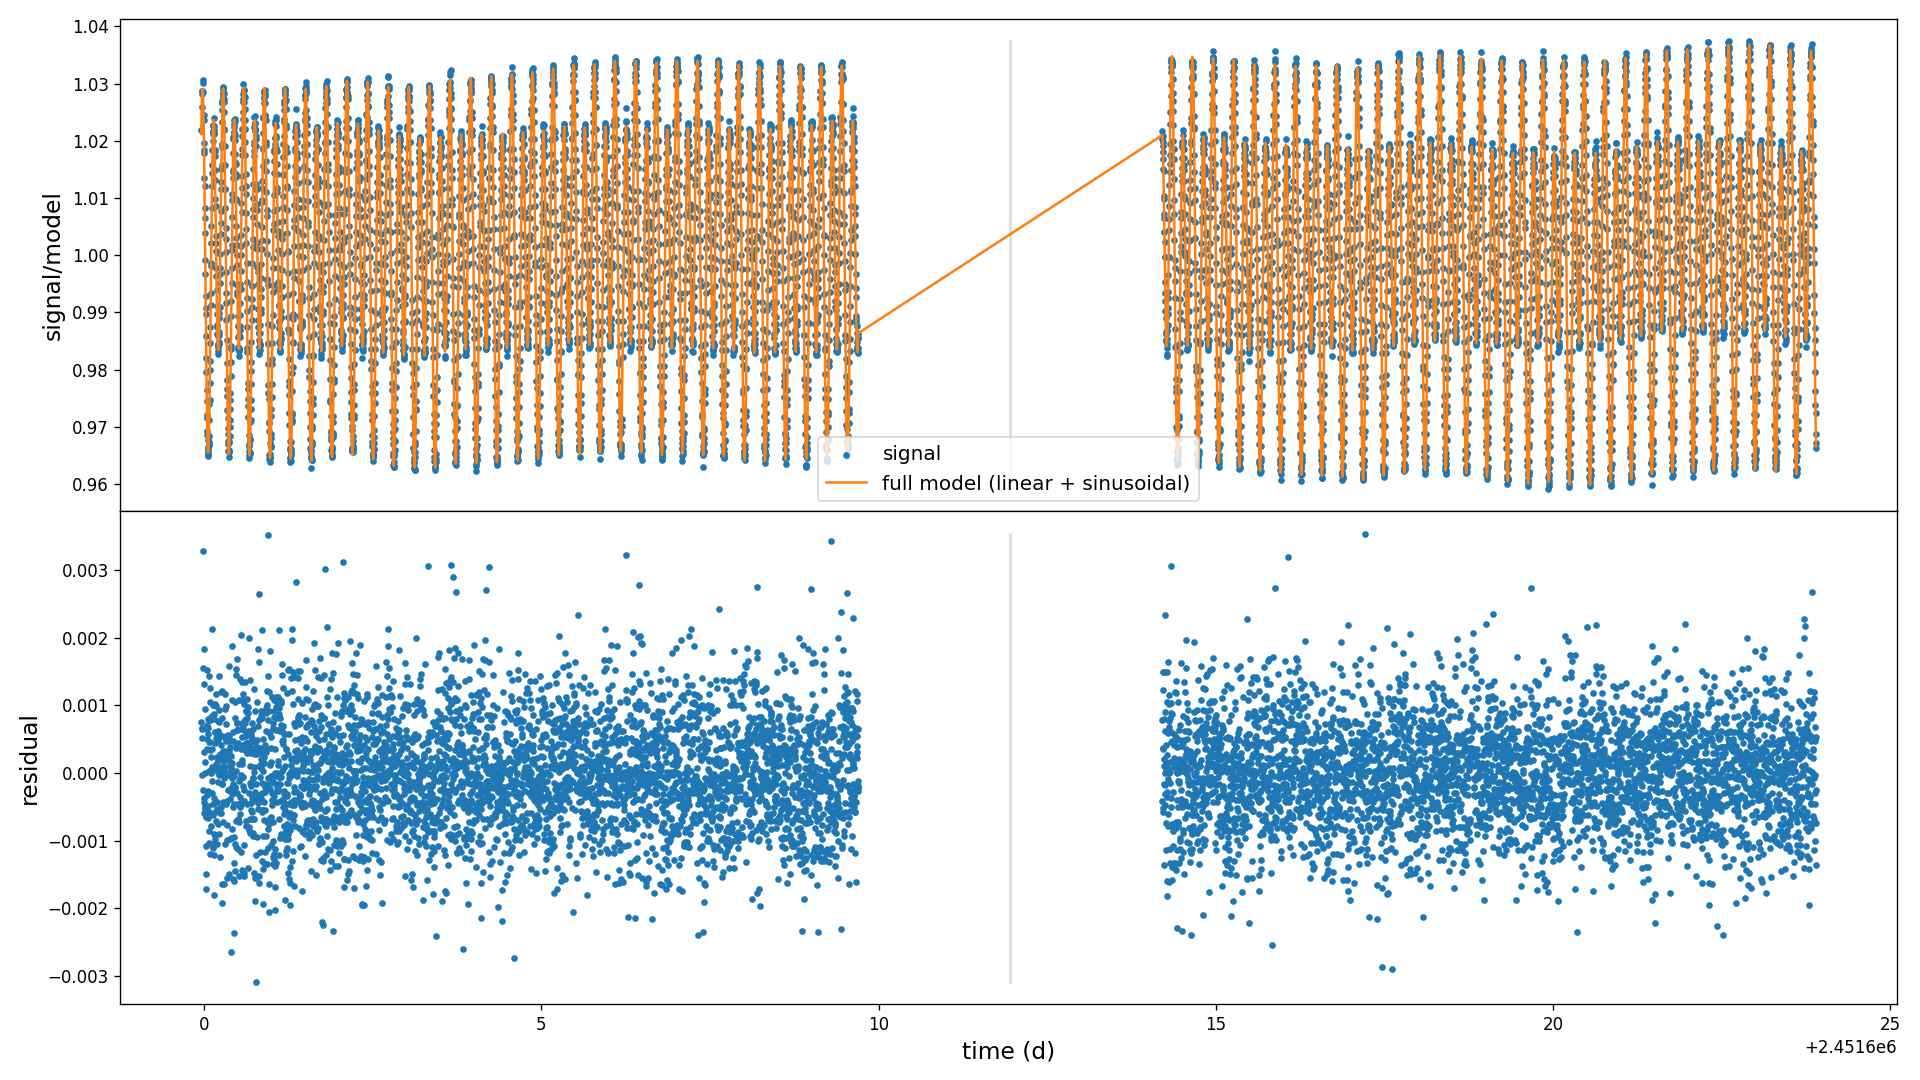 1.04
1.03
1.02
1.01
1.00
0.99
0.98
0.97
0.96
signal/model
signal
full model (linear + sinusoidal)
0.003
0.002
0.001
0.000
−0.001
−0.002
−0.003
residual
0 5 10 15 20 25
time (d)
+2.4516e6